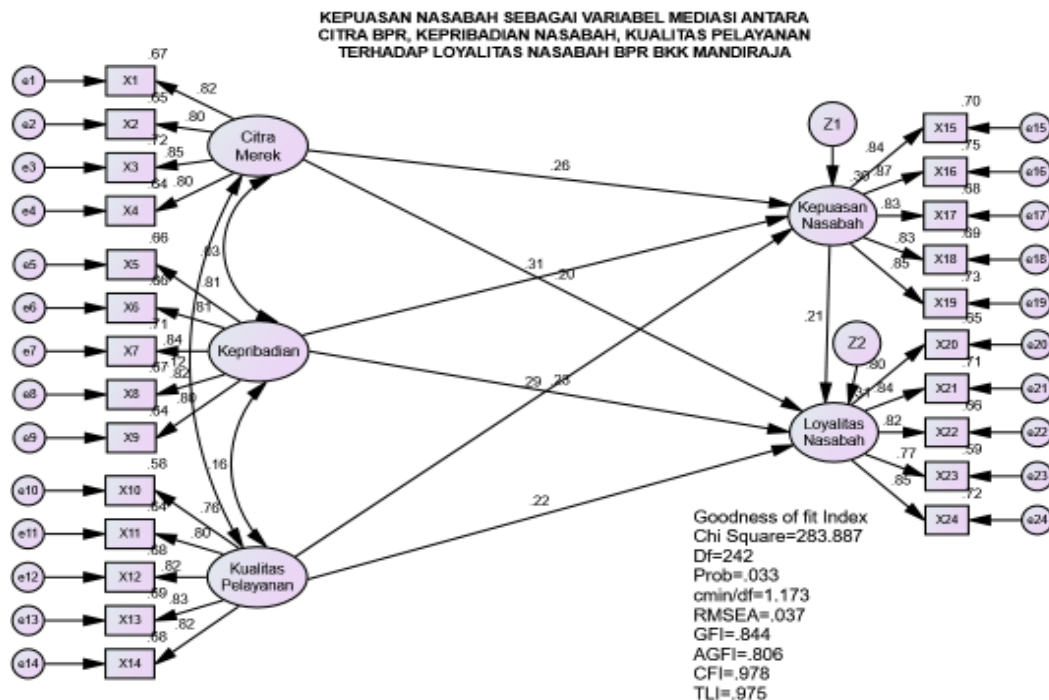 KEPUASAN NASABAH SEBAGAI VARIABEL MEDIASI ANTARA
CITRA BPR, KEPRIBADIAN NASABAH, KUALITAS PELAYANAN
TERHADAP LOYALITAS NASABAH BPR BKK MANDIRAJA
.67
e1
X1
.82
.65
e2
X2
.80
.72
e3
X3
.85
.64
e4
X4
.80
Citra
Merek
.66
e5
X5
.81
.66
e6
X6
.81
.71
e7
X7
.84
.67
e8
X8
.82
.64
e9
X9
.80
Kepribadian
.03
.12
.16
.58
e10
X10
.76
.64
e11
X11
.80
.68
e12
X12
.82
.69
e13
X13
.83
.68
e14
X14
.82
Kualitas
Pelayanan
.26
.31
.20
.29
.23
.22
.21
Z1
.30
Kepuasan
Nasabah
.70
.84
X15
e15
.75
.87
X16
e16
.68
.83
X17
e17
.69
.83
X18
e18
.73
.85
X19
e19
Z2
.31
Loyalitas
Nasabah
.65
.80
X20
e20
.71
.84
X21
e21
.66
.82
X22
e22
.59
.77
X23
e23
.72
.85
X24
e24
Goodness of fit Index
Chi Square=283.887
Df=242
Prob=.033
cmin/df=1.173
RMSEA=.037
GFI=.844
AGFI=.806
CFI=.978
TLI=.975